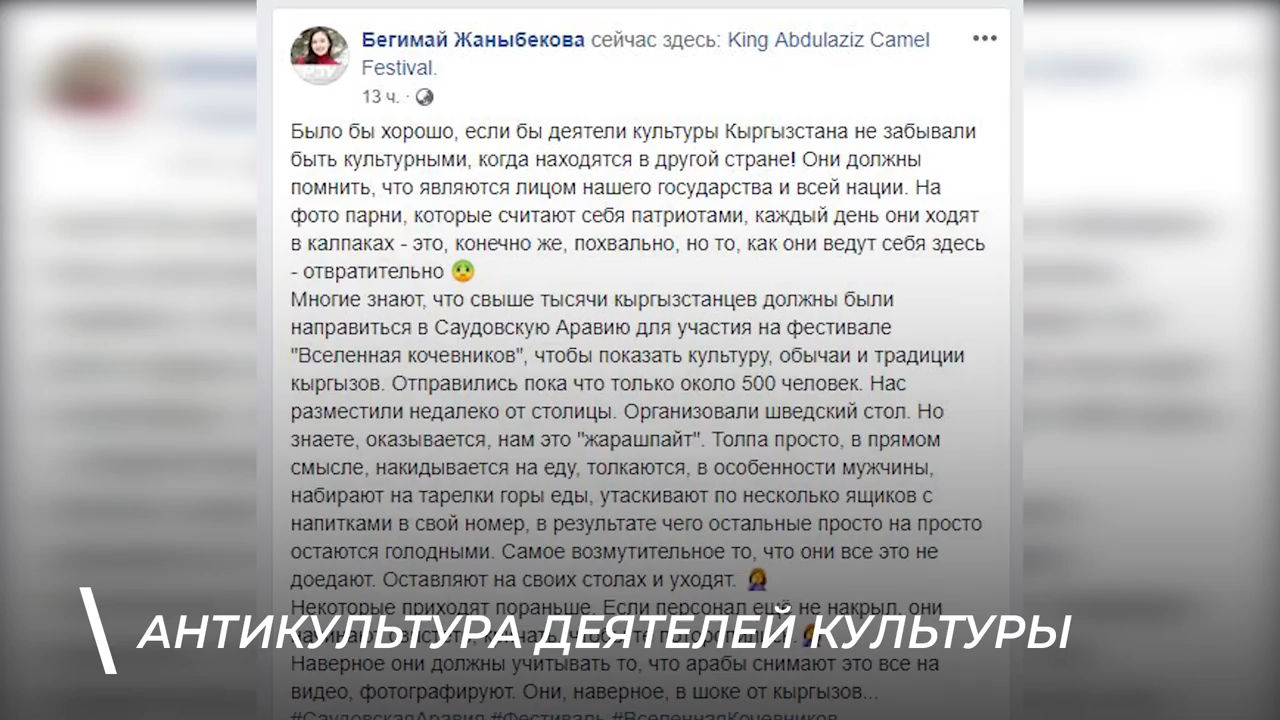 Бегимай Жаныбекова сейчас здесь: King Abdulaziz Camel
Festival.
13 ч. ·
Было бы хорошо, если бы деятели культуры Кыргызстана не забывали
быть культурными, когда находятся в другой стране! Они должны
помнить, что являются лицом нашего государства и всей нации. На
фото парни, которые считают себя патриотами, каждый день они ходят
в калпаках - это, конечно же, похвально, но то, как они ведут себя здесь
- отвратительно
Многие знают, что свыше тысячи кыргызстанцев должны были
направиться в Саудовскую Аравию для участия на фестивале
"Вселенная кочевников", чтобы показать культуру, обычаи и традиции
кыргызов. Отправились пока что только около 500 человек. Нас
разместили недалеко от столицы. Организовали шведский стол. Но
знаете, оказывается, нам это "жарашпайт". Толпа просто, в прямом
смысле, накидывается на еду, толкаются, в особенности мужчины,
набирают на тарелки горы еды, утаскивают по несколько ящиков с
напитками в свой номер, в результате чего остальные просто на просто
остаются голодными. Самое возмутительное то, что они все это не
доедают. Оставляют на своих столах и уходят.
Некоторые приходят пораньше. Если персонал ещё не накрыл, они
АНТИКУЛЬТУРА ДЕЯТЕЛЕЙ КУЛЬТУРЫ
Наверное они должны учитывать то, что арабы снимают это все на
видео, фотографируют. Они, наверное, в шоке от кыргызов...
#СаудовскаяАравия #Фестиваль #ВселеннаяКочевников